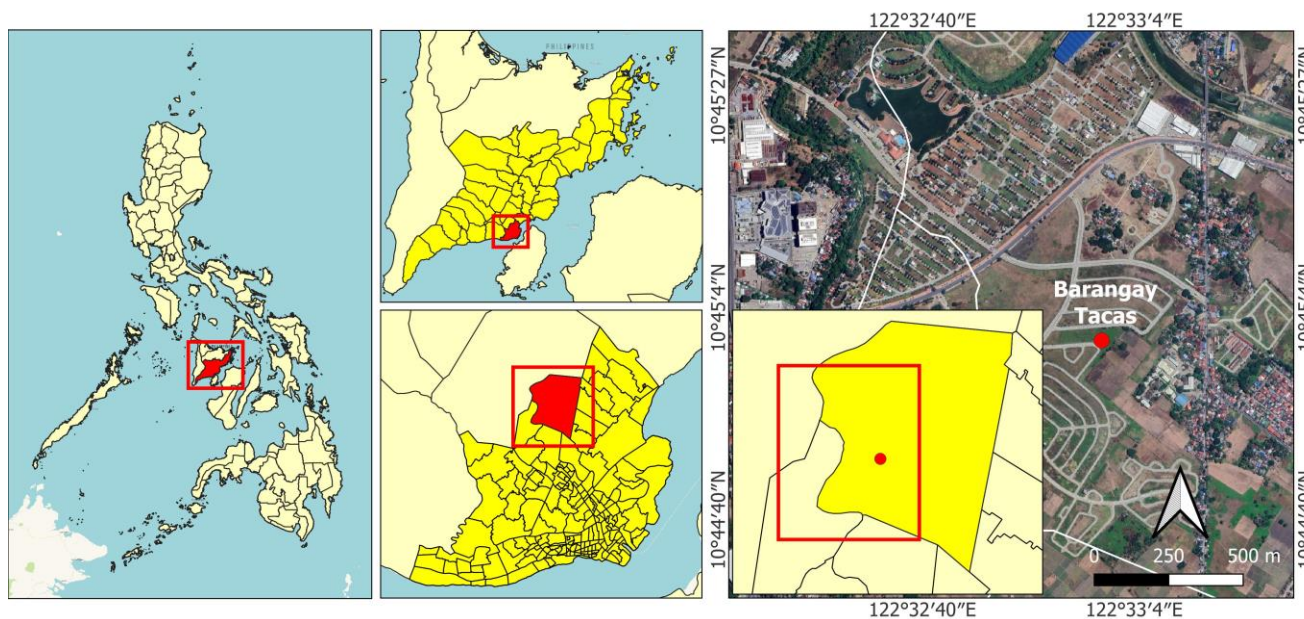 122°32′40″E
122°33′4″E
PHILIPPINES
10°45′27″N
10°45′27″N
10°45′4″N
10°45′4″N
Barangay
Tacas
10°44′40″N
10°44′40″N
0
250
500 m
122°32′40″E
122°33′4″E